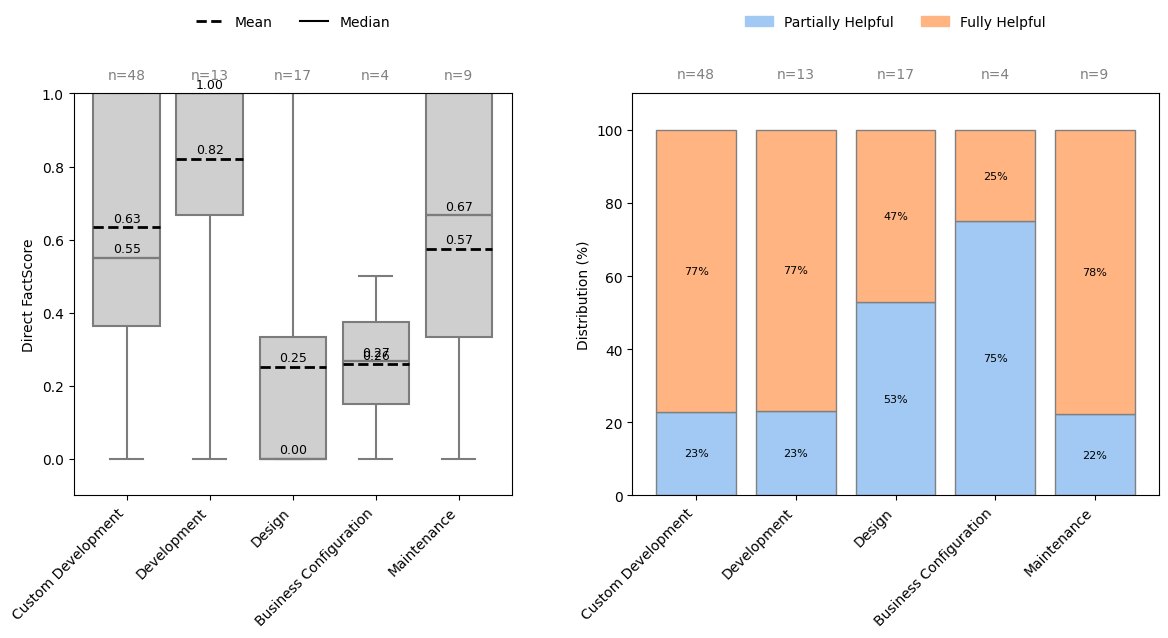 Mean Median
n=48 n=13 n=17 n=4 n=9
Direct FactScore
1.0
0.8
0.6
0.4
0.2
0.0
0.63
0.55
1.00
0.82
0.25
0.00
0.27
0.26
0.67
0.57
Custom Development
Development
Design
Business Configuration
Maintenance
Partially Helpful Fully Helpful
n=48 n=13 n=17 n=4 n=9
Distribution (%)
100
80
60
40
20
0
77%
23%
77%
23%
47%
53%
25%
75%
78%
22%
Custom Development
Development
Design
Business Configuration
Maintenance